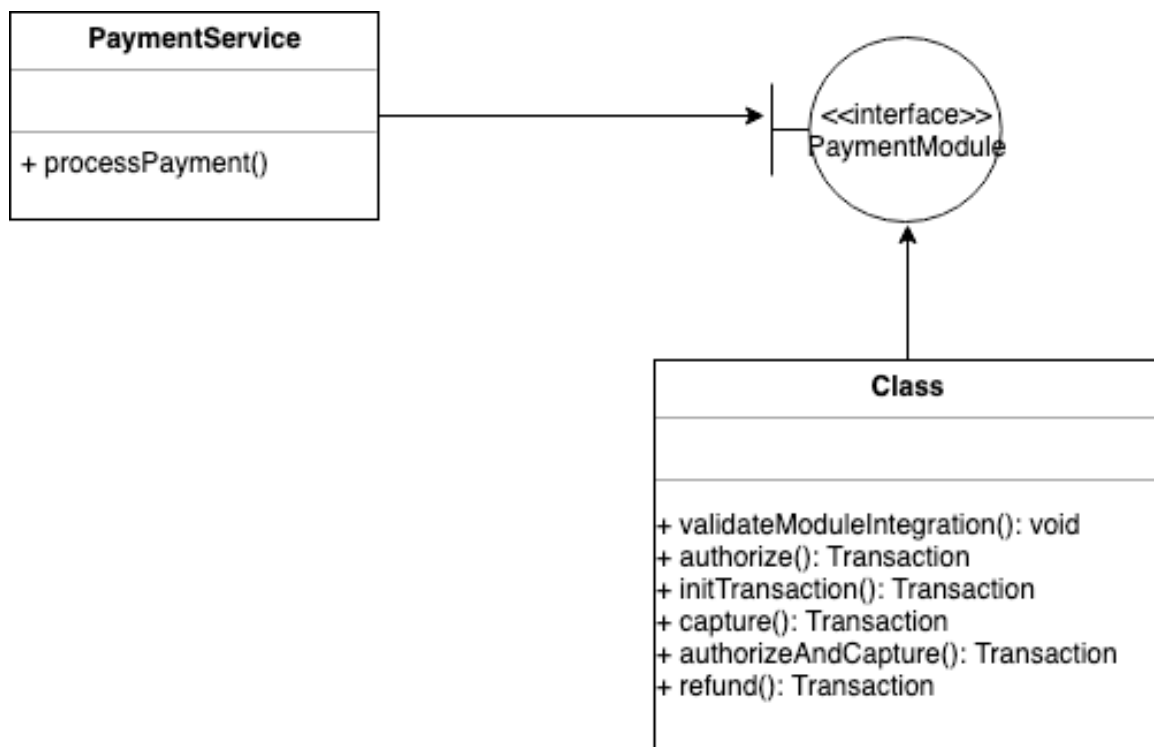 PaymentService
+ processPayment()
<<interface>>
PaymentModule
Class
+ validateModuleIntegration(): void
+ authorize(): Transaction
+ initTransaction(): Transaction
+ capture(): Transaction
+ authorizeAndCapture(): Transaction
+ refund(): Transaction